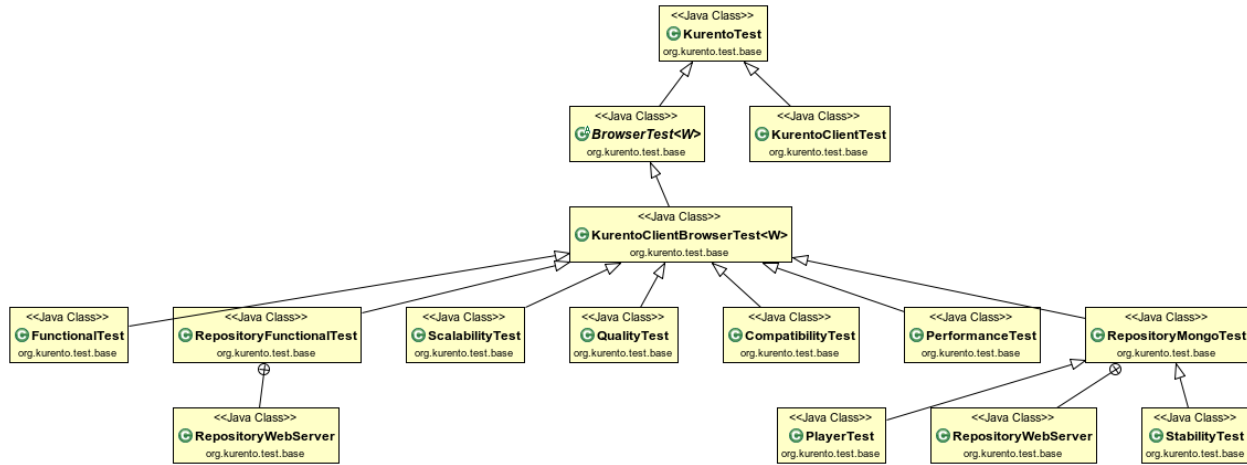 <<Java Class>>
KurentoTest
org.kurento.test.base
<<Java Class>>
BrowserTest<W>
org.kurento.test.base
<<Java Class>>
KurentoClientTest
org.kurento.test.base
<<Java Class>>
KurentoClientBrowserTest<W>
org.kurento.test.base
<<Java Class>>
FunctionalTest
org.kurento.test.base
<<Java Class>>
RepositoryFunctionalTest
org.kurento.test.base
<<Java Class>>
ScalabilityTest
org.kurento.test.base
<<Java Class>>
QualityTest
org.kurento.test.base
<<Java Class>>
CompatibilityTest
org.kurento.test.base
<<Java Class>>
PerformanceTest
org.kurento.test.base
<<Java Class>>
RepositoryMongoTest
org.kurento.test.base
<<Java Class>>
RepositoryWebServer
org.kurento.test.base
<<Java Class>>
PlayerTest
org.kurento.test.base
<<Java Class>>
RepositoryWebServer
org.kurento.test.base
<<Java Class>>
StabilityTest
org.kurento.test.base